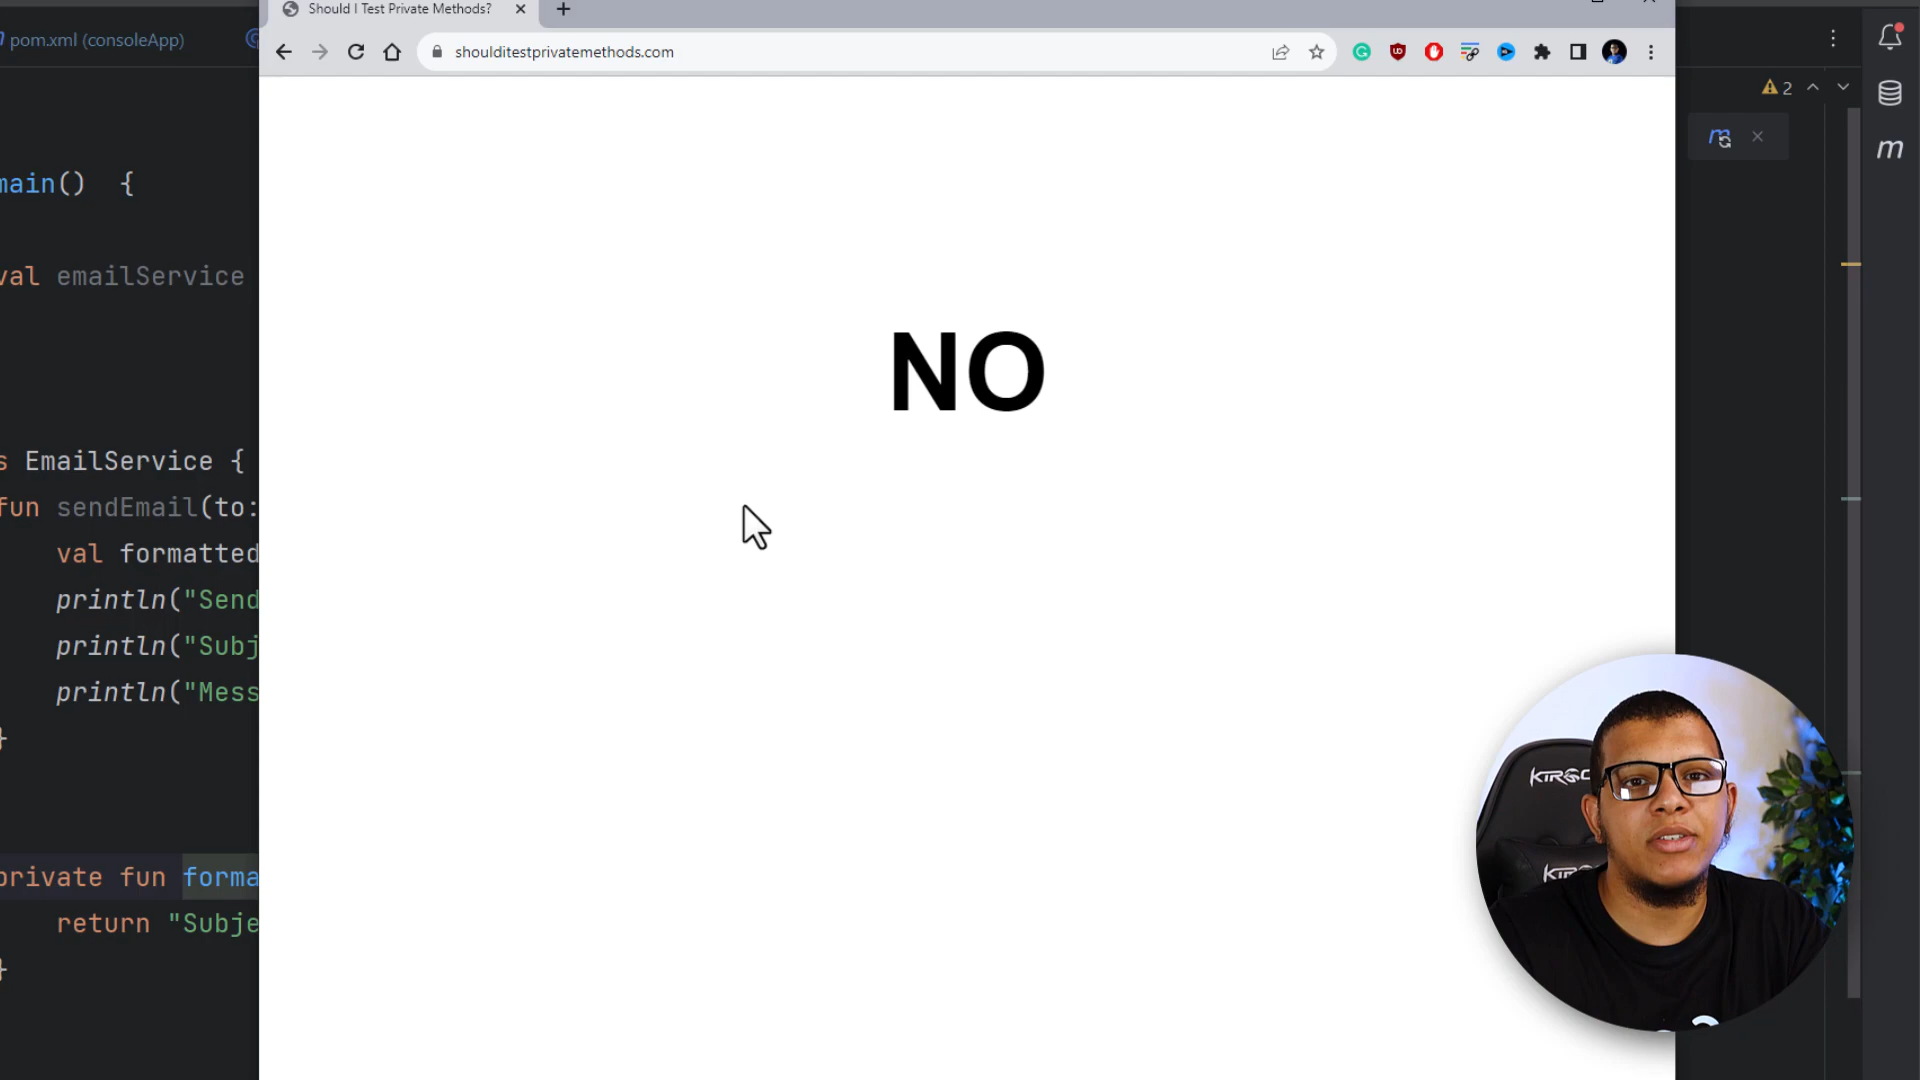 Should I Test Private Methods?
pom.xml (consoleApp)
shoulditestprivatemethods.com
2
main() {
val emailService
NO
EmailService {
fun sendEmail(to:
val formatted
println("Send
println("Subj
println("Mess
}
private fun forma
return "Subje
}
m